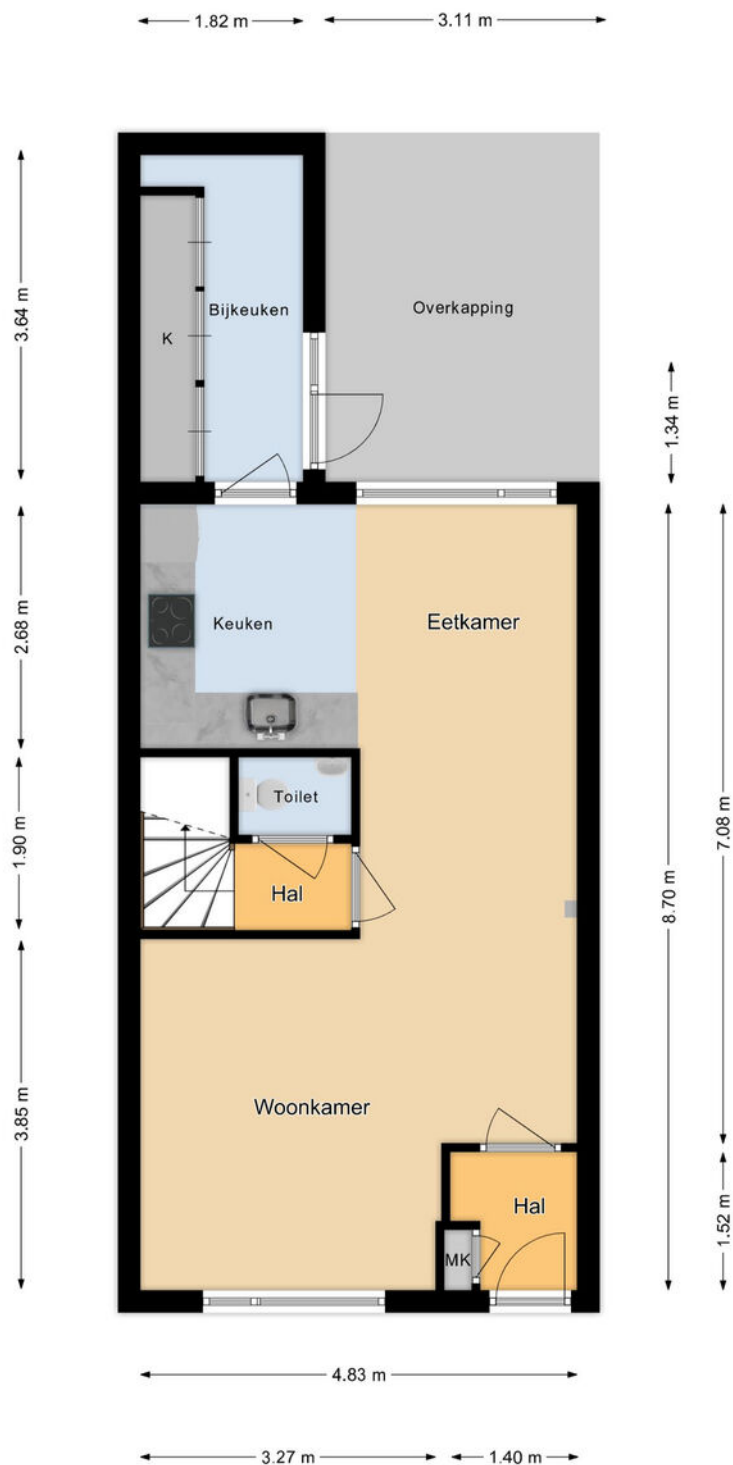 1.82 m
3.11 m
3.64 m
Bijkeuken
Overkapping
K
1.34 m
2.68 m
Keuken
Eetkamer
Toilet
1.90 m
Hal
7.08 m
8.70 m
3.85 m
Woonkamer
Hal
1.52 m
MK
4.83 m
3.27 m
1.40 m